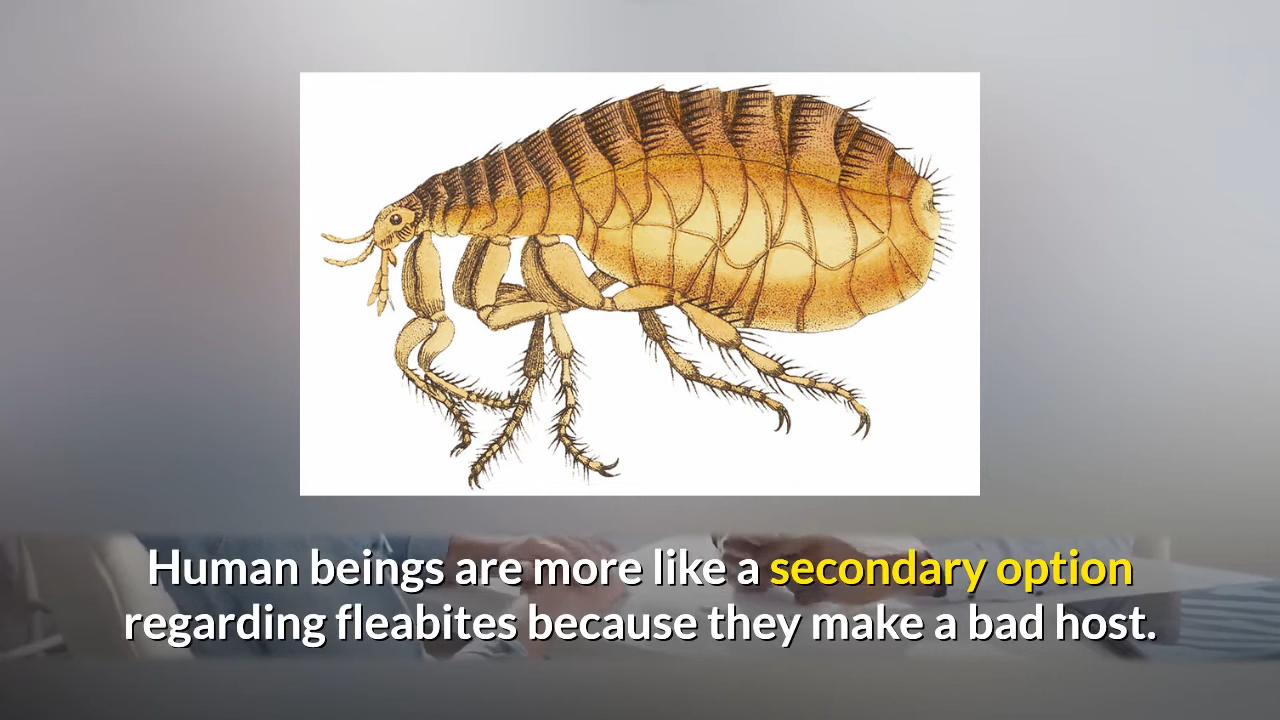 Human beings are more like a secondary option
regarding fleabites because they make a bad host.